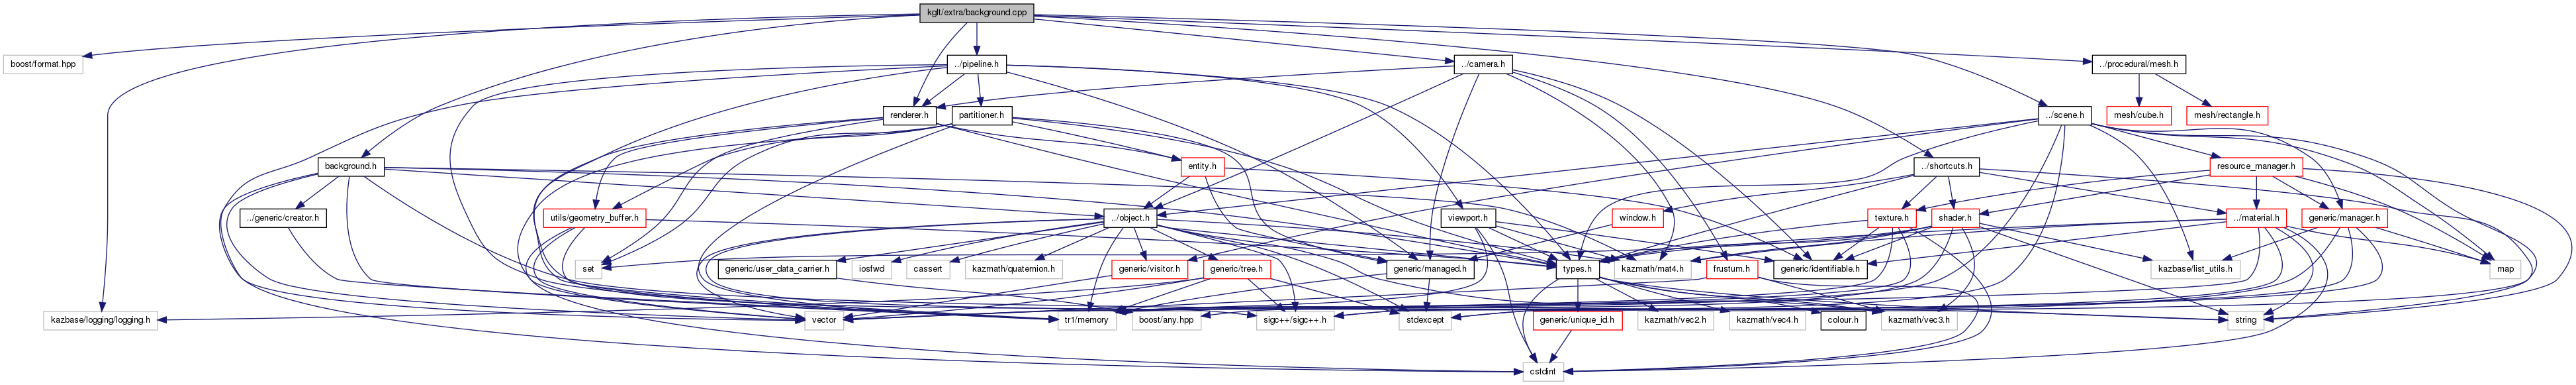 kglt/extra/background.cpp
boost/format.hpp
../pipeline.h
../camera.h
../procedural/mesh.h
renderer.h
partitioner.h
mesh/cube.h
mesh/rectangle.h
../scene.h
background.h
entity.h
../shortcuts.h
resource_manager.h
../generic/creator.h
utils/geometry_buffer.h
../object.h
viewport.h
window.h
texture.h
shader.h
../material.h
generic/manager.h
set
generic/user_data_carrier.h
iosfwd
cassert
kazmath/quaternion.h
generic/visitor.h
generic/tree.h
generic/managed.h
types.h
kazmath/mat4.h
frustum.h
generic/identifiable.h
kazbase/list_utils.h
map
kazbase/logging/logging.h
vector
tr1/memory
boost/any.hpp
sigc++/sigc++.h
stdexcept
generic/unique_id.h
kazmath/vec2.h
kazmath/vec4.h
colour.h
kazmath/vec3.h
string
cstdint